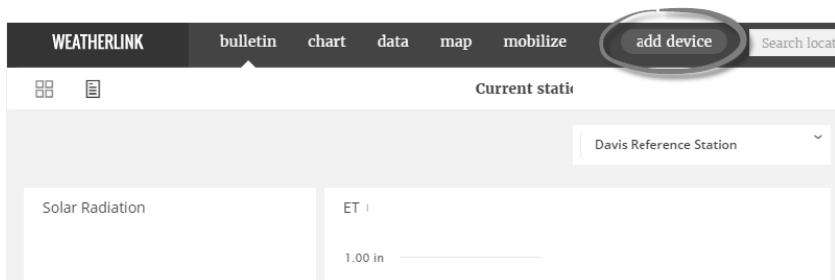 WEATHERLINK bulletin chart data map mobilize add device Search locat
Current static
Davis Reference Station
Solar Radiation ET
1.00 in